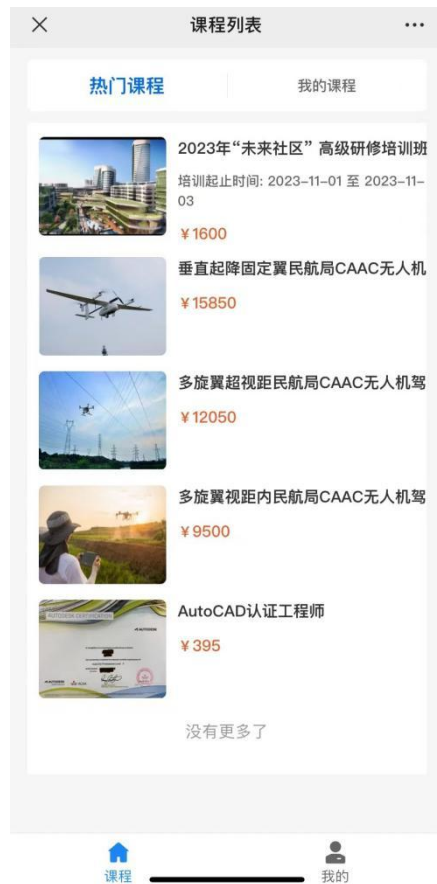 课程列表
热门课程
我的课程
2023年“未来社区”高级研修培训班
培训起止时间: 2023-11-01 至 2023-11-
03
￥1600
垂直起降固定翼民航局CAAC无人机
￥15850
多旋翼超视距民航局CAAC无人机驾
￥12050
多旋翼视距内民航局CAAC无人机驾
￥9500
AutoCAD认证工程师
￥395
没有更多了
课程
我的